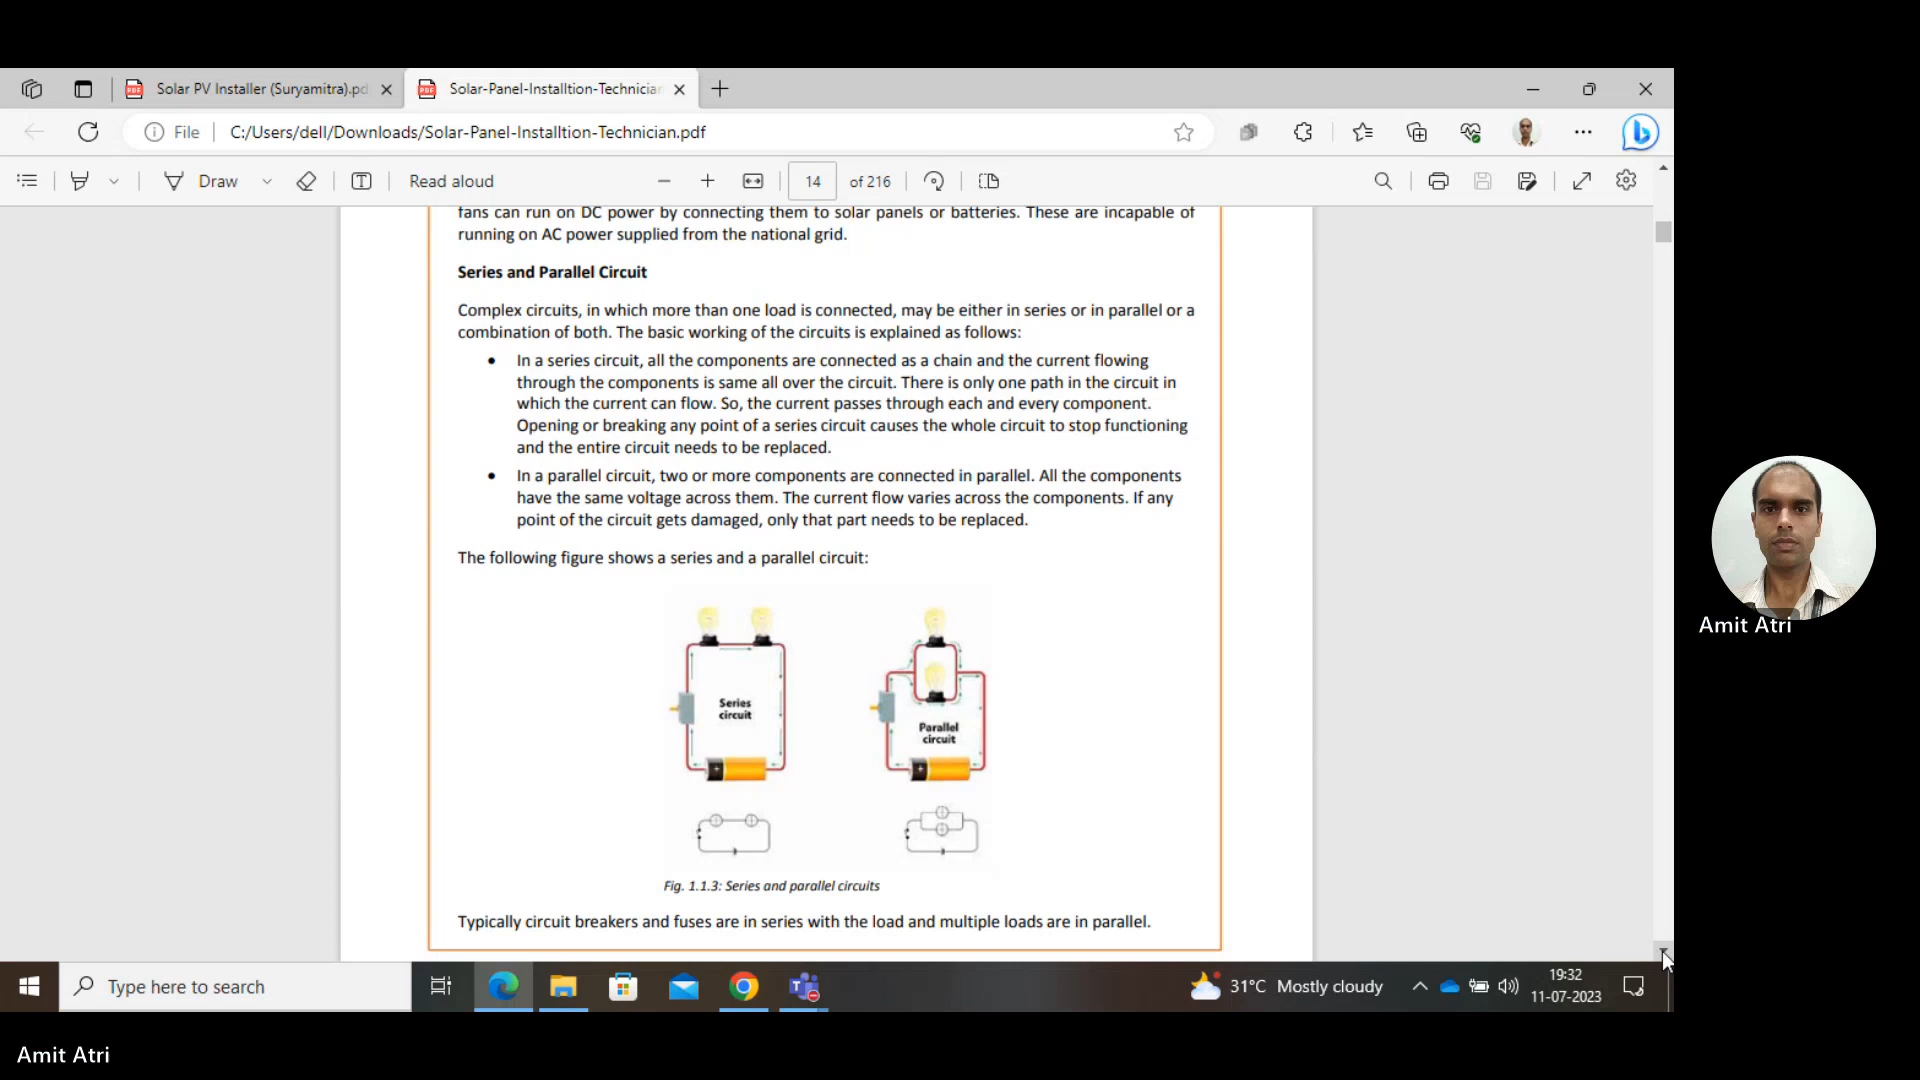 Solar PV Installer (Suryamitra).pd
Solar-Panel-Installtion-Technician
File
C:/Users/dell/Downloads/Solar-Panel-Installtion-Technician.pdf
Draw
Read aloud
14
of 216
fans can run on DC power by connecting them to solar panels or batteries. These are incapable of
running on AC power supplied from the national grid.
Series and Parallel Circuit
Complex circuits, in which more than one load is connected, may be either in series or in parallel or a
combination of both. The basic working of the circuits is explained as follows:
• In a series circuit, all the components are connected as a chain and the current flowing
through the components is same all over the circuit. There is only one path in the circuit in
which the current can flow. So, the current passes through each and every component.
Opening or breaking any point of a series circuit causes the whole circuit to stop functioning
and the entire circuit needs to be replaced.
• In a parallel circuit, two or more components are connected in parallel. All the components
have the same voltage across them. The current flow varies across the components. If any
point of the circuit gets damaged, only that part needs to be replaced.
The following figure shows a series and a parallel circuit:
Series
circuit
Parallel
circuit
Fig. 1.1.3: Series and parallel circuits
Typically circuit breakers and fuses are in series with the load and multiple loads are in parallel.
Amit Atri
Type here to search
31°C Mostly cloudy
19:32
11-07-2023
Amit Atri